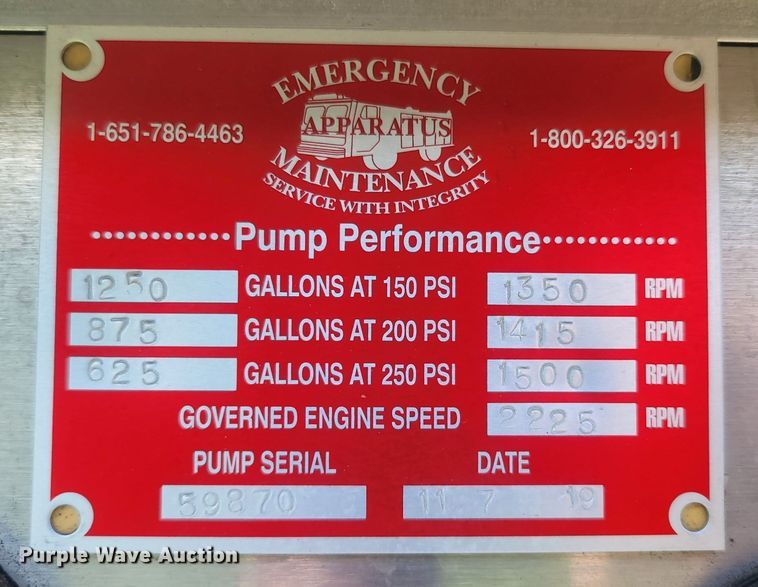 EMERGENCY
APPARATUS
MAINTENANCE
SERVICE WITH INTEGRITY
1-651-786-4463
1-800-326-3911
Pump Performance
1250 GALLONS AT 150 PSI 1350 RPM
875 GALLONS AT 200 PSI 1415 RPM
625 GALLONS AT 250 PSI 1500 RPM
GOVERNED ENGINE SPEED 2225 RPM
PUMP SERIAL DATE
59870 11 7 19
Purple Wave Auction